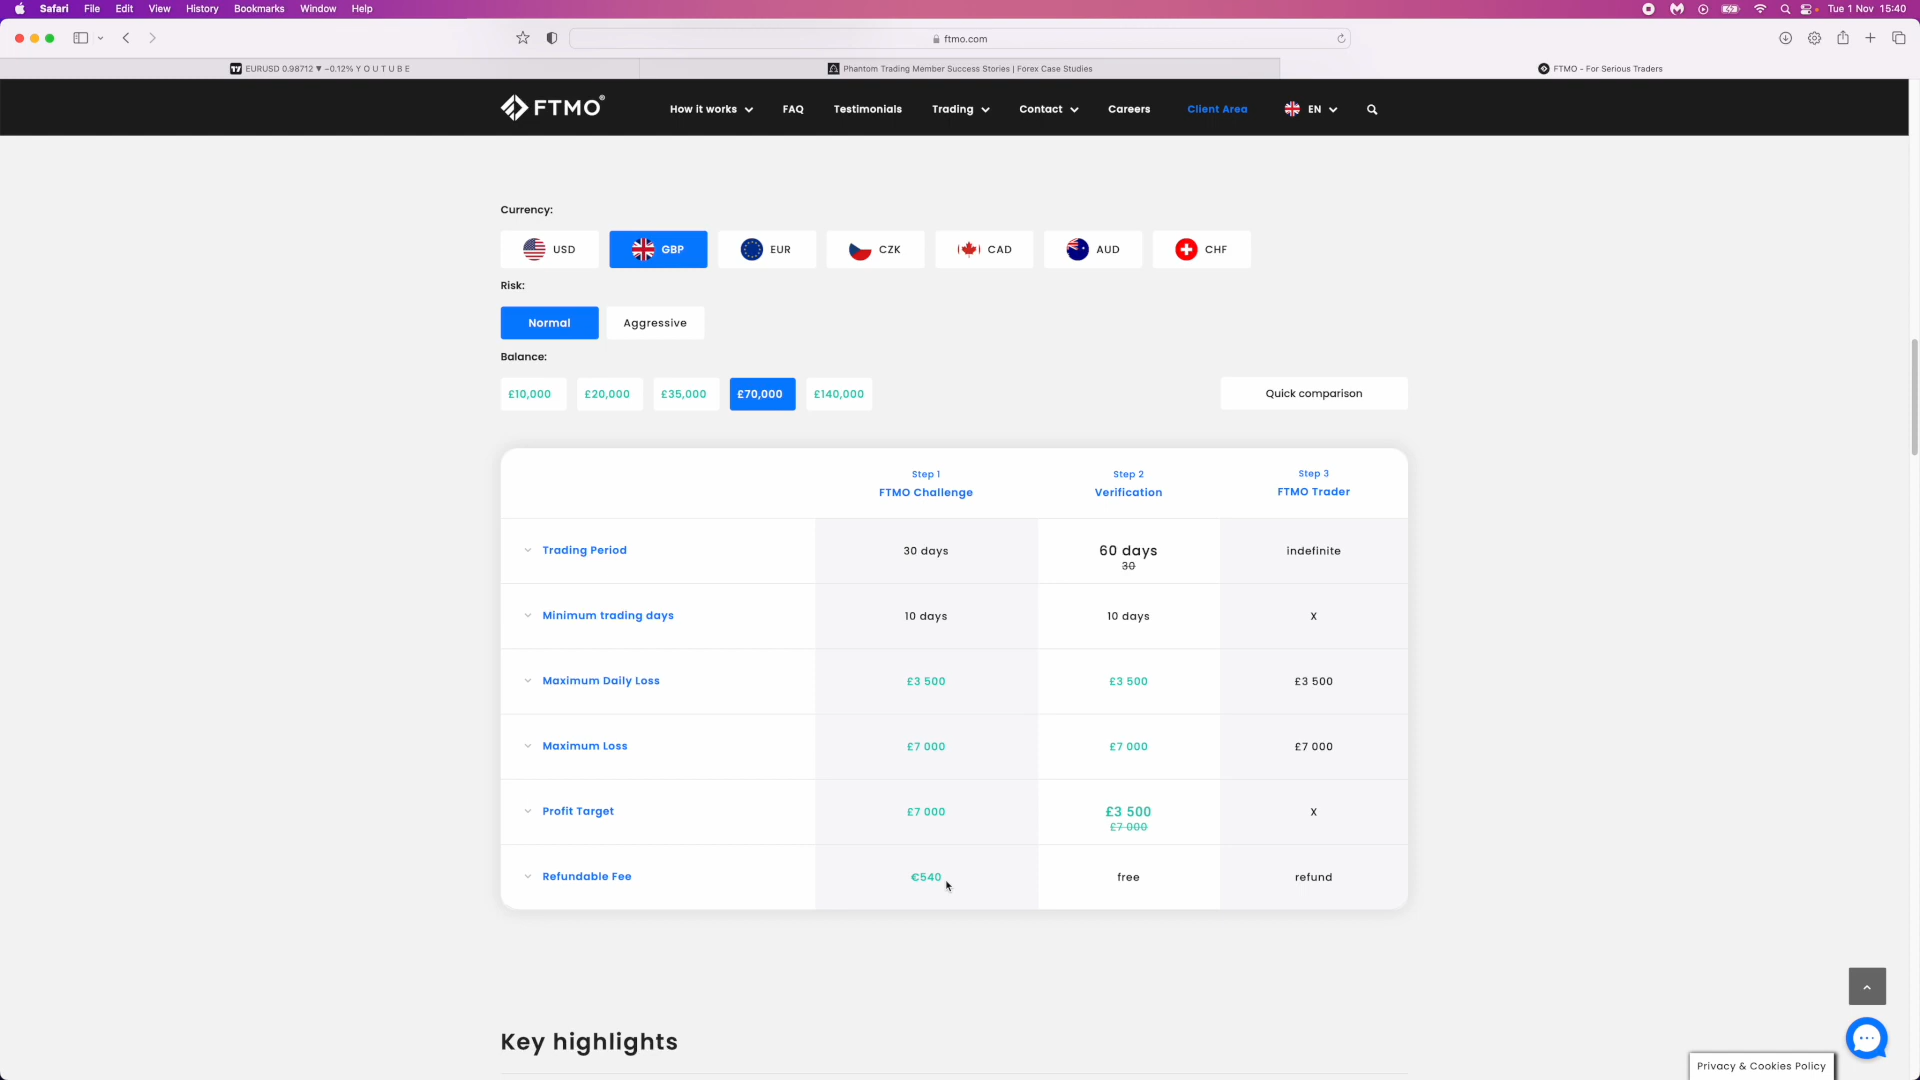 Safari File Edit View History Bookmarks Window Help Tue 1 Nov 15:40
ftmo.com
EURUSD 0.98712 ▼ −0.12% Y O U T U B E
Phantom Trading Member Success Stories | Forex Case Studies
FTMO - For Serious Traders
FTMO® How it works FAQ Testimonials Trading Contact Careers Client Area EN
Currency:
USD GBP EUR CZK CAD AUD CHF
Risk:
Normal Aggressive
Balance:
£10,000 £20,000 £35,000 £70,000 £140,000 Quick comparison
Step 1 Step 2 Step 3
FTMO Challenge Verification FTMO Trader
Trading Period 30 days 60 days indefinite
30
Minimum trading days 10 days 10 days X
Maximum Daily Loss £3 500 £3 500 £3 500
Maximum Loss £7 000 £7 000 £7 000
Profit Target £7 000 £3 500 X
£7 000
Refundable Fee €540 free refund
Key highlights
Privacy & Cookies Policy